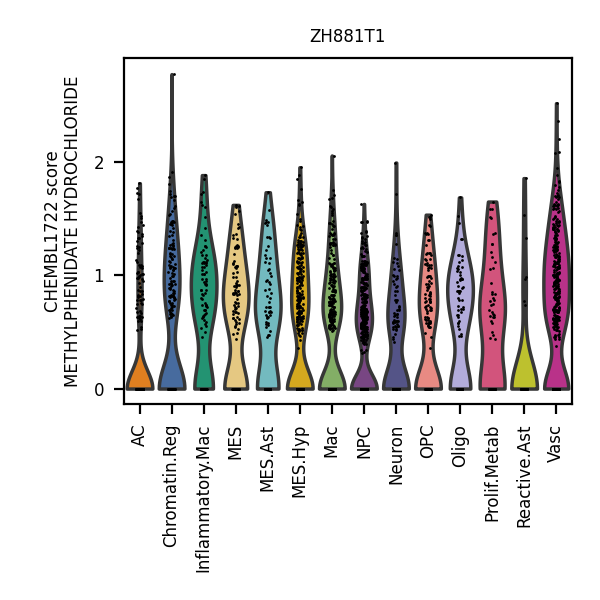 ZH881T1
CHEMBL1722 score
METHYLPHENIDATE HYDROCHLORIDE
2
1
0
AC
Chromatin.Reg
Inflammatory.Mac
MES
MES.Ast
MES.Hyp
Mac
NPC
Neuron
OPC
Oligo
Prolif.Metab
Reactive.Ast
Vasc